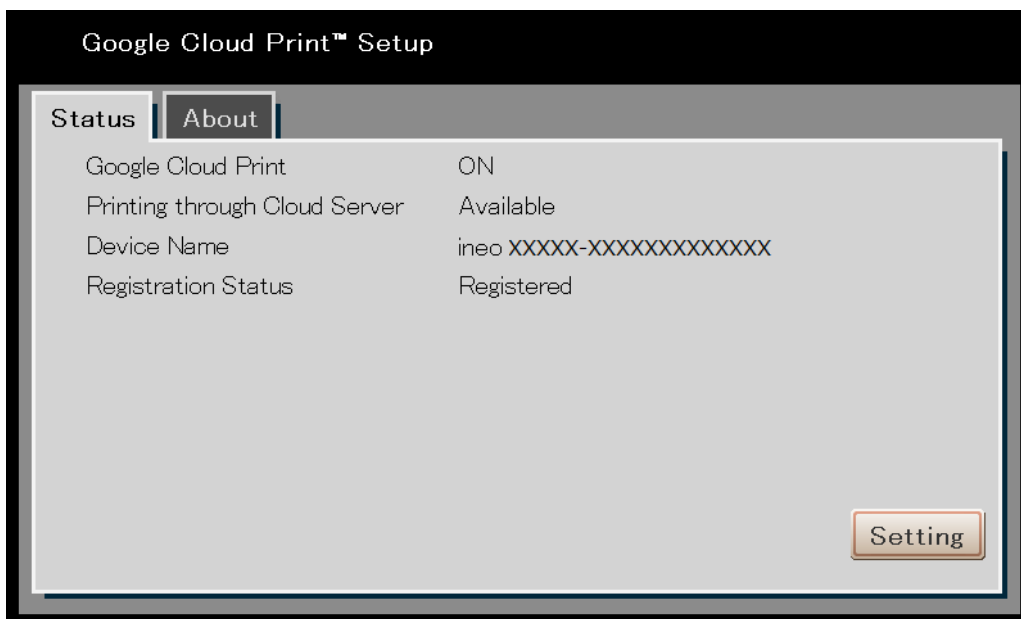 Google Cloud Print™ Setup
Status About
Google Cloud Print ON
Printing through Cloud Server Available
Device Name ineo XXXXX-XXXXXXXXXXXXX
Registration Status Registered
Setting